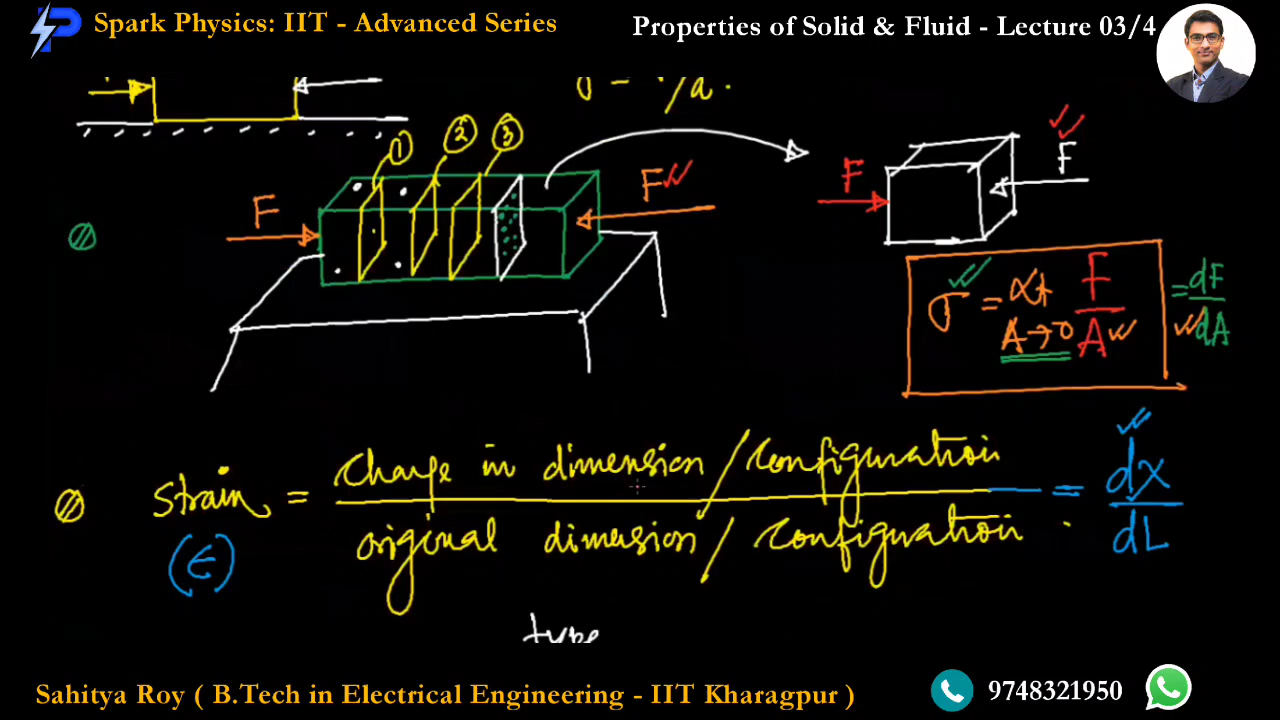 Spark Physics: IIT - Advanced Series
Properties of Solid & Fluid - Lecture 03/4
① ② ③
F
F
F
F
σ = Lt A→0 F/A = dF/dA
Strain (ϵ) = Change in dimension / Configuration
original dimension / Configuration
= dx/dL
type
Sahitya Roy ( B.Tech in Electrical Engineering - IIT Kharagpur )
9748321950